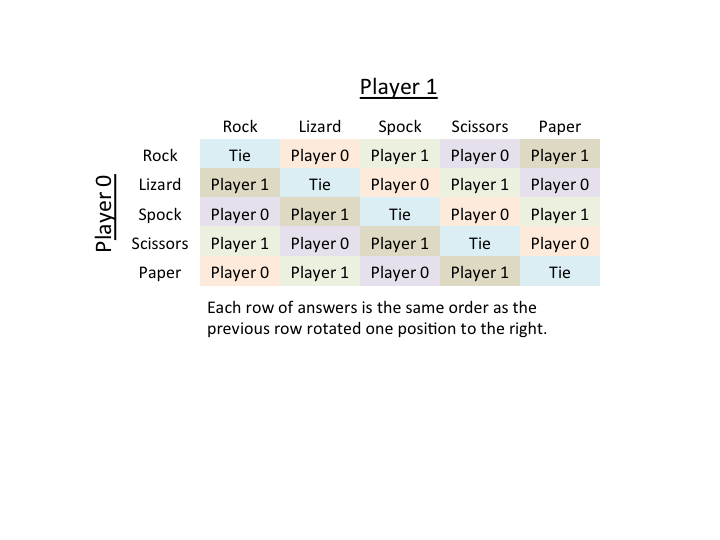 Player 1
Rock Lizard Spock Scissors Paper
Player 0
Rock Tie Player 0 Player 1 Player 0 Player 1
Lizard Player 1 Tie Player 0 Player 1 Player 0
Spock Player 0 Player 1 Tie Player 0 Player 1
Scissors Player 1 Player 0 Player 1 Tie Player 0
Paper Player 0 Player 1 Player 0 Player 1 Tie
Each row of answers is the same order as the
previous row rotated one position to the right.